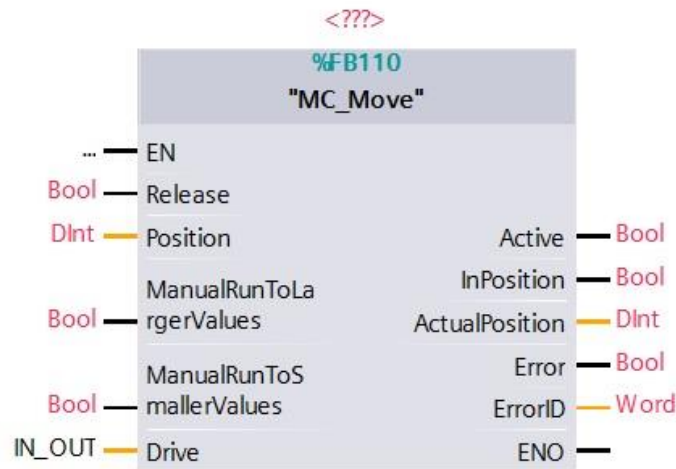 <???>
%FB110
"MC_Move"
... EN
Bool Release
DInt Position Active Bool
InPosition Bool
ManualRunToLa
Bool rgerValues ActualPosition DInt
ManualRunToS Error Bool
Bool mallerValues ErrorID Word
IN_OUT Drive ENO